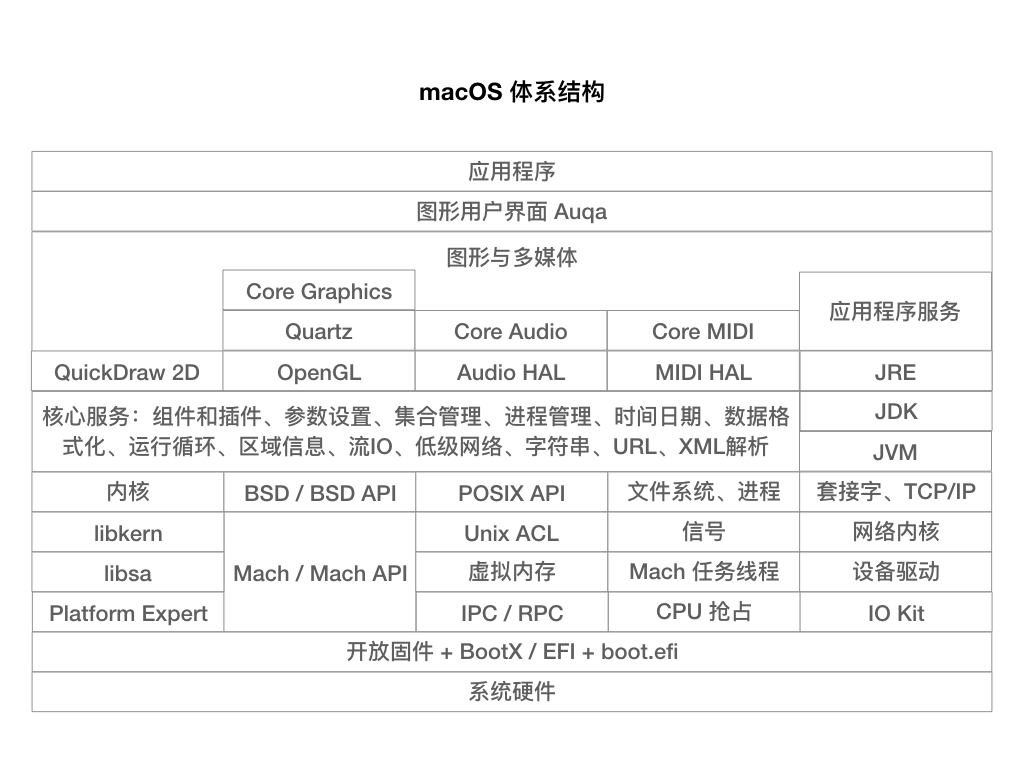 macOS 体系结构
应用程序
图形用户界面 Auqa
图形与多媒体
Core Graphics
应用程序服务
Quartz
Core Audio
Core MIDI
QuickDraw 2D
OpenGL
Audio HAL
MIDI HAL
JRE
核心服务：组件和插件、参数设置、集合管理、进程管理、时间日期、数据格
式化、运行循环、区域信息、流IO、低级网络、字符串、URL、XML解析
JDK
JVM
内核
BSD / BSD API
POSIX API
文件系统、进程
套接字、TCP/IP
libkern
Unix ACL
信号
网络内核
libsa
Mach / Mach API
虚拟内存
Mach 任务线程
设备驱动
Platform Expert
IPC / RPC
CPU 抢占
IO Kit
开放固件 + BootX / EFI + boot.efi
系统硬件